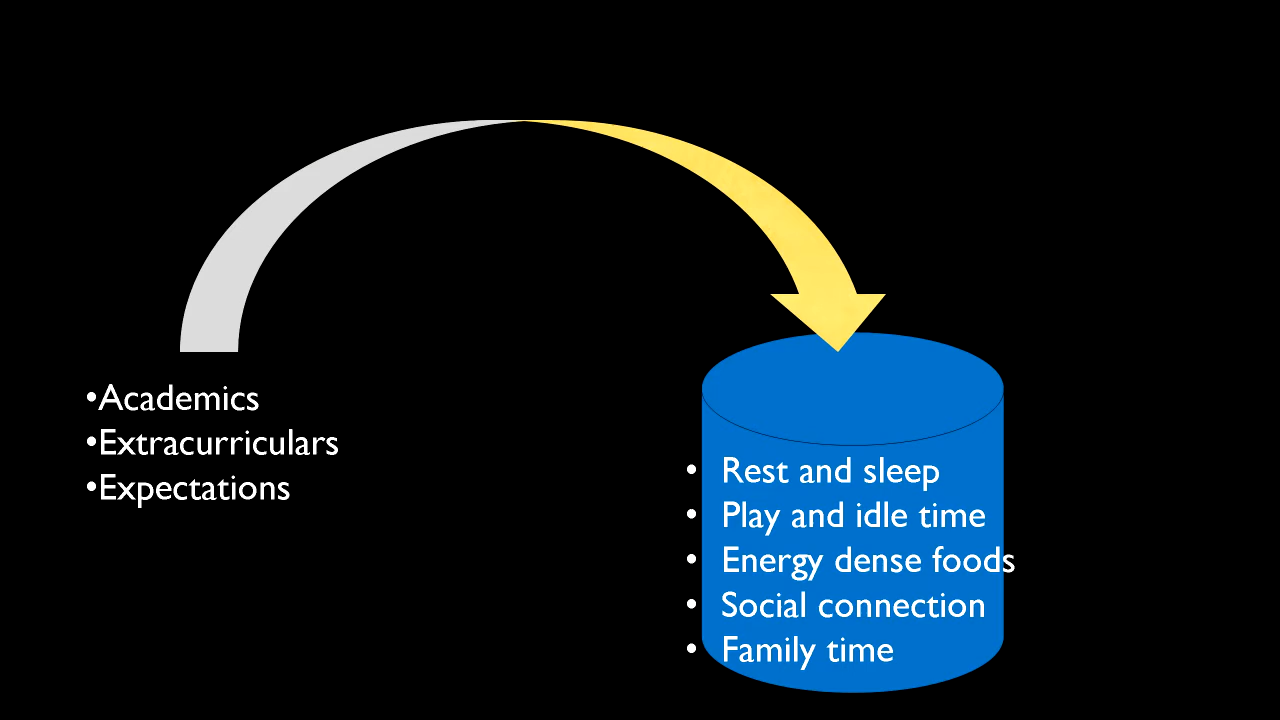 •Academics
•Extracurriculars
•Expectations
• Rest and sleep
• Play and idle time
• Energy dense foods
• Social connection
• Family time